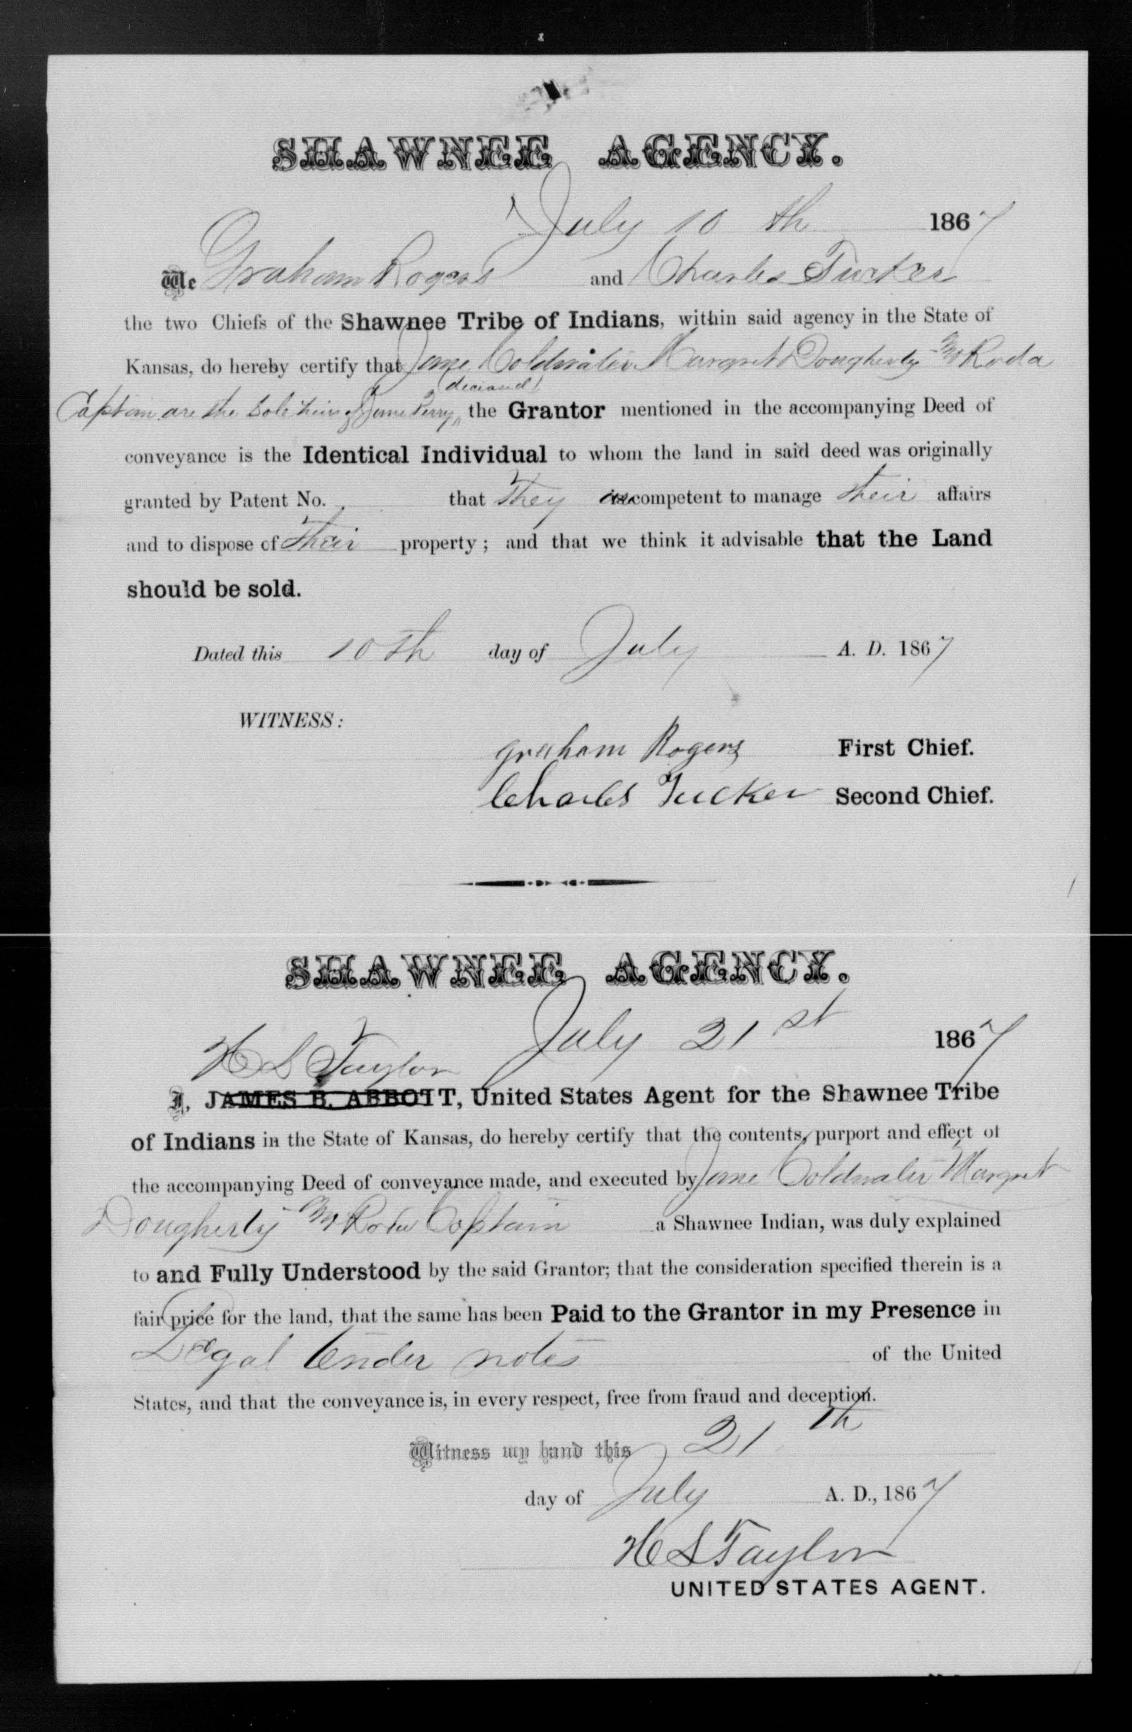 SHAWNEE AGENCY.
July 10 th 1867
We Graham Rogers and Charles Tucker
the two Chiefs of the Shawnee Tribe of Indians, within said agency in the State of
Kansas, do hereby certify that Jane Coldwater Margret Dougherty & Roda
(deceased)
Captain are the Sole heirs of Jane Perry, the Grantor mentioned in the accompanying Deed of
conveyance is the Identical Individual to whom the land in said deed was originally
granted by Patent No. that they is competent to manage their affairs
and to dispose of their property; and that we think it advisable that the Land
should be sold.
Dated this 10th day of July A. D. 1867
WITNESS:
Graham Rogers First Chief.
Charles Tucker Second Chief.
SHAWNEE AGENCY.
July 21st 1867
H S Taylor
I, JAMES B. ABBOTT, United States Agent for the Shawnee Tribe
of Indians in the State of Kansas, do hereby certify that the contents, purport and effect of
the accompanying Deed of conveyance made, and executed by Jane Coldwater Margret
Dougherty & Roda Captain a Shawnee Indian, was duly explained
to and Fully Understood by the said Grantor; that the consideration specified therein is a
fair price for the land, that the same has been Paid to the Grantor in my Presence in
Legal tender notes of the United
States, and that the conveyance is, in every respect, free from fraud and deception.
Witness my hand this 21th
day of July A. D., 1867
H S Taylor
UNITED STATES AGENT.